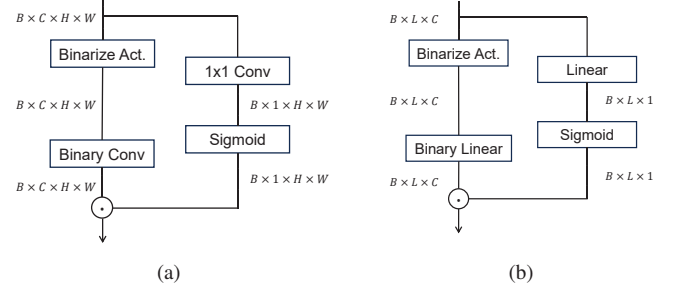 B × C × H × W
Binarize Act.
1x1 Conv
B × C × H × W
B × 1 × H × W
Binary Conv
Sigmoid
B × C × H × W
B × 1 × H × W
(a)
B × L × C
Binarize Act.
Linear
B × L × C
B × L × 1
Binary Linear
Sigmoid
B × L × C
B × L × 1
(b)